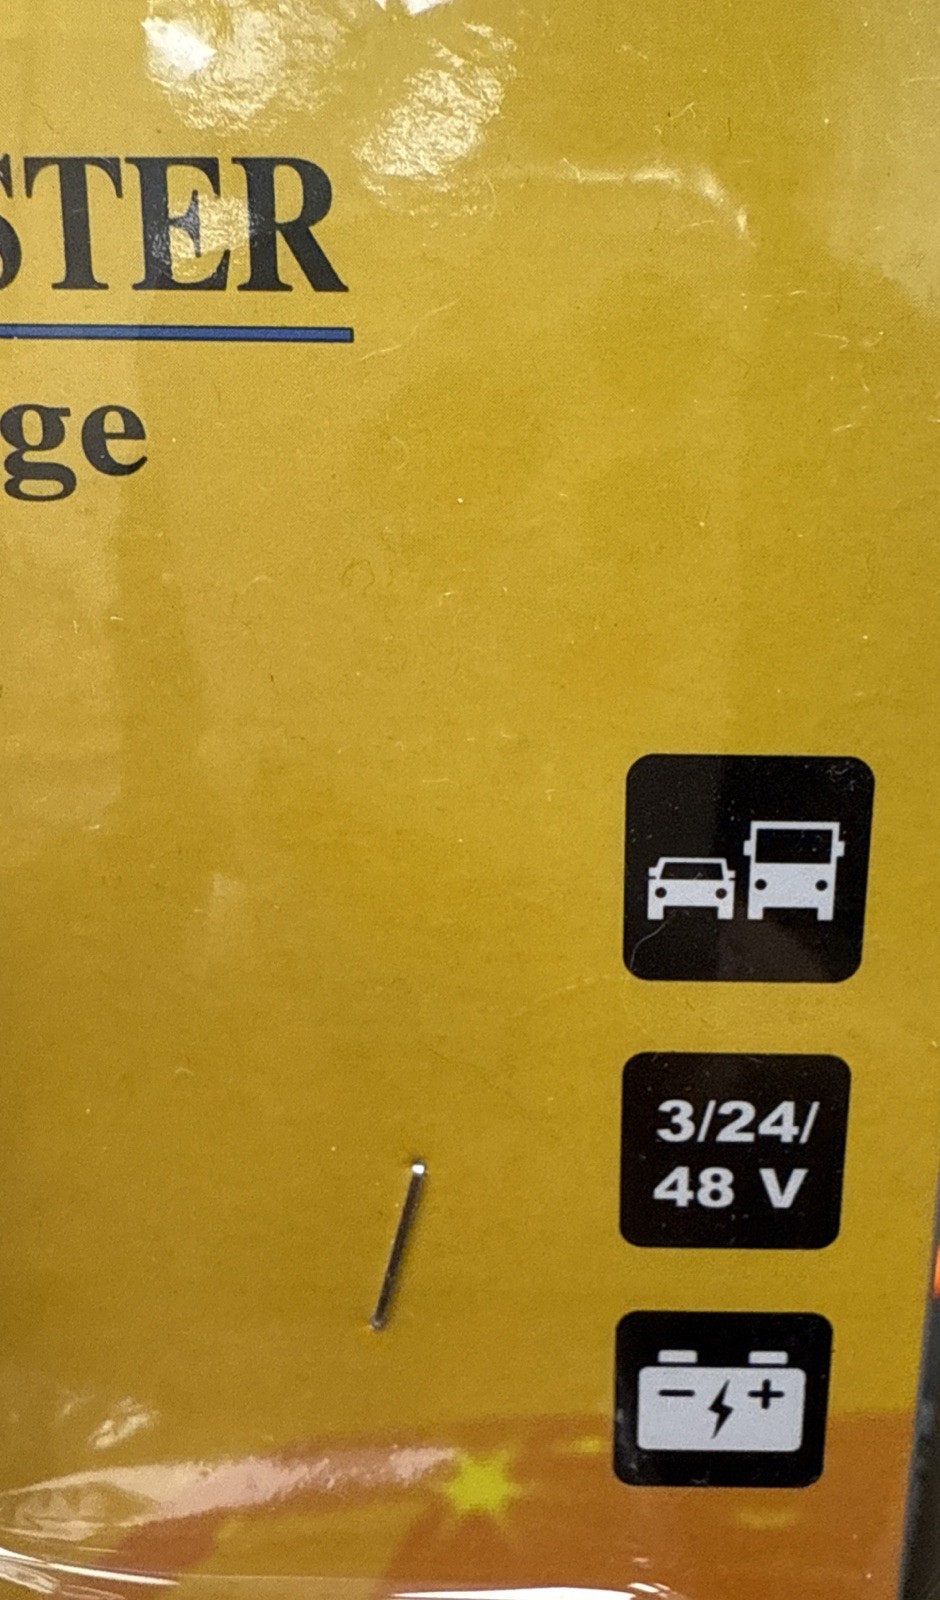 STER
ge
3/24/
48 V
- +